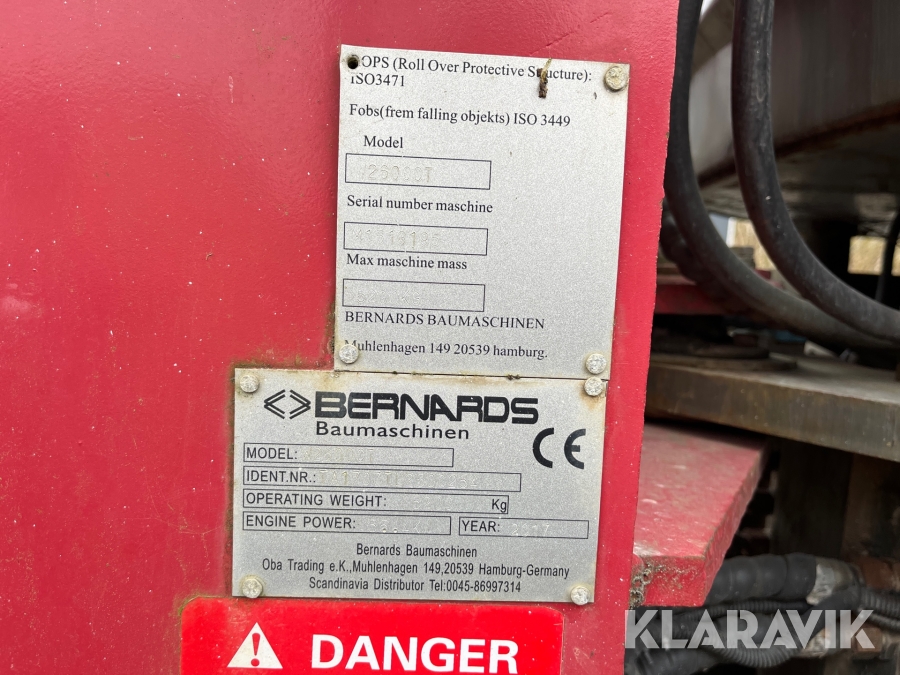 OPS (Roll Over Protective Structure):
ISO3471
Fobs(frem falling objekts) ISO 3449
Model
Serial number maschine
Max maschine mass
BERNARDS BAUMASCHINEN
Muhlenhagen 149 20539 hamburg.
<>BERNARDS
Baumaschinen
CE
MODEL:
IDENT.NR.:
OPERATING WEIGHT: Kg
ENGINE POWER: YEAR:
Bernards Baumaschinen
Oba Trading e.K.,Muhlenhagen 149,20539 Hamburg-Germany
Scandinavia Distributor Tel:0045-86997314
DANGER
KLARAVIK